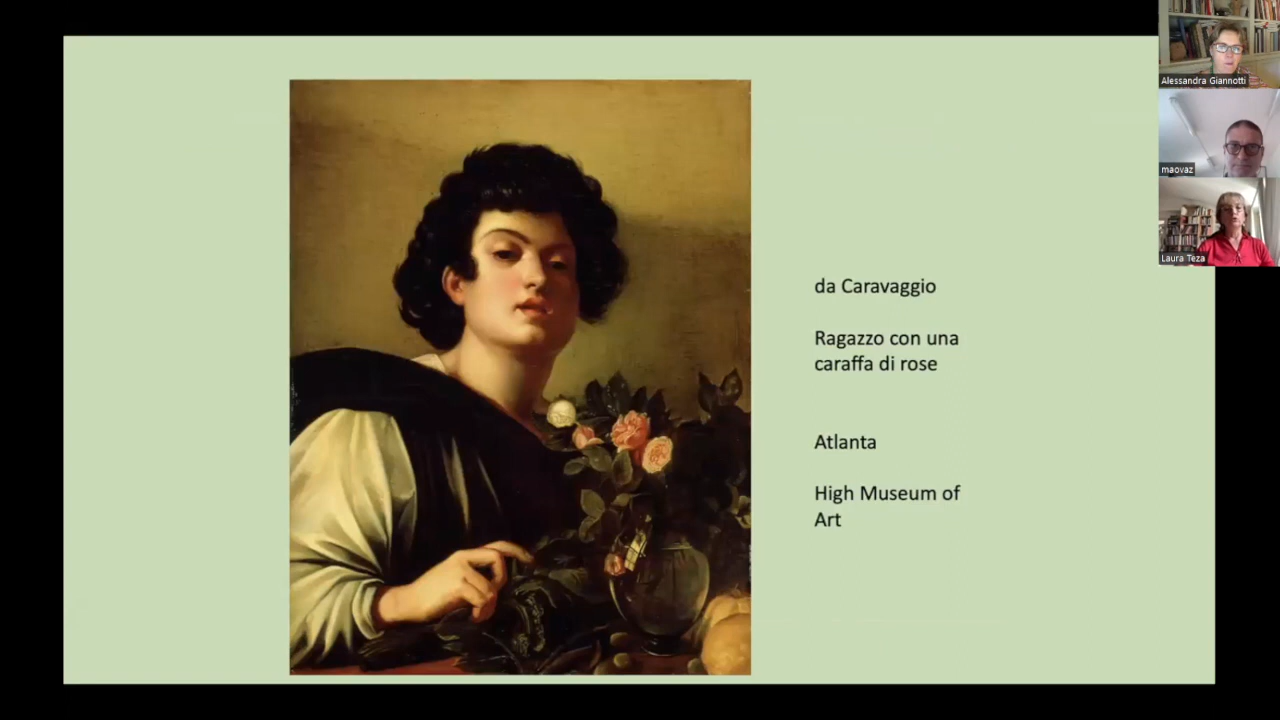 da Caravaggio
Ragazzo con una
caraffa di rose
Atlanta
High Museum of
Art
Alessandra Giannotti
maovaz
Laura Teza